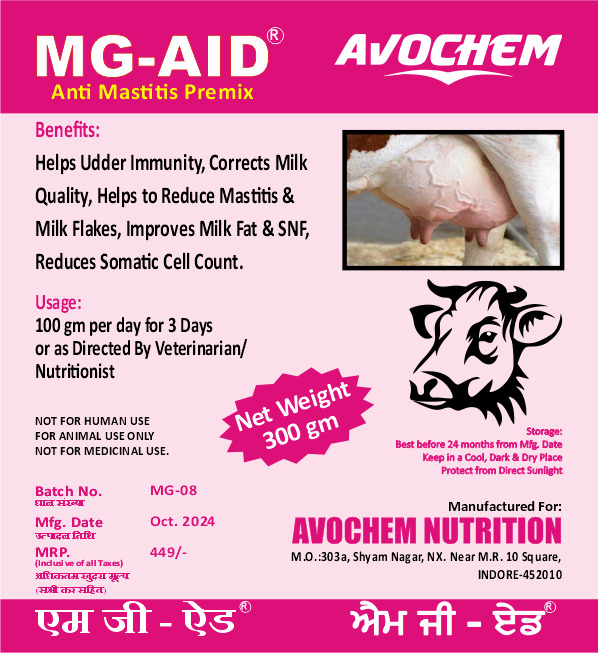 MG-AID®
Anti Mastitis Premix
AVOCHEM
Benefits:
Helps Udder Immunity, Corrects Milk
Quality, Helps to Reduce Mastitis &
Milk Flakes, Improves Milk Fat & SNF,
Reduces Somatic Cell Count.
Usage:
100 gm per day for 3 Days
or as Directed By Veterinarian/
Nutritionist
Net Weight
300 gm
NOT FOR HUMAN USE
FOR ANIMAL USE ONLY
NOT FOR MEDICINAL USE.
Storage:
Best before 24 months from Mfg. Date
Keep in a Cool, Dark & Dry Place
Protect from Direct Sunlight
Batch No. MG-08
संख्या
Mfg. Date Oct. 2024
उत्पादन तिथि
MRP. 449/-
(Inclusive of all Taxes)
अधिकतम खुदरा मूल्य
(सभी कर सहित)
Manufactured For:
AVOCHEM NUTRITION
M.O.:303a, Shyam Nagar, NX. Near M.R. 10 Square,
INDORE-452010
एम जी - ऐड®
ਐਮ ਜੀ - ਏਡ®